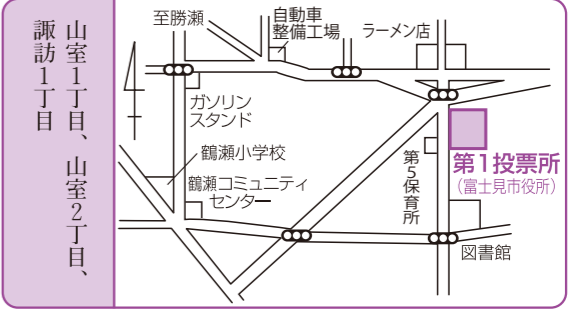 山室1丁目、山室2丁目、
諏訪1丁目
至勝瀬
自動車
整備工場
ラーメン店
ガソリン
スタンド
鶴瀬小学校
鶴瀬コミュニティ
センター
第5保育所
第1投票所
（富士見市役所）
図書館